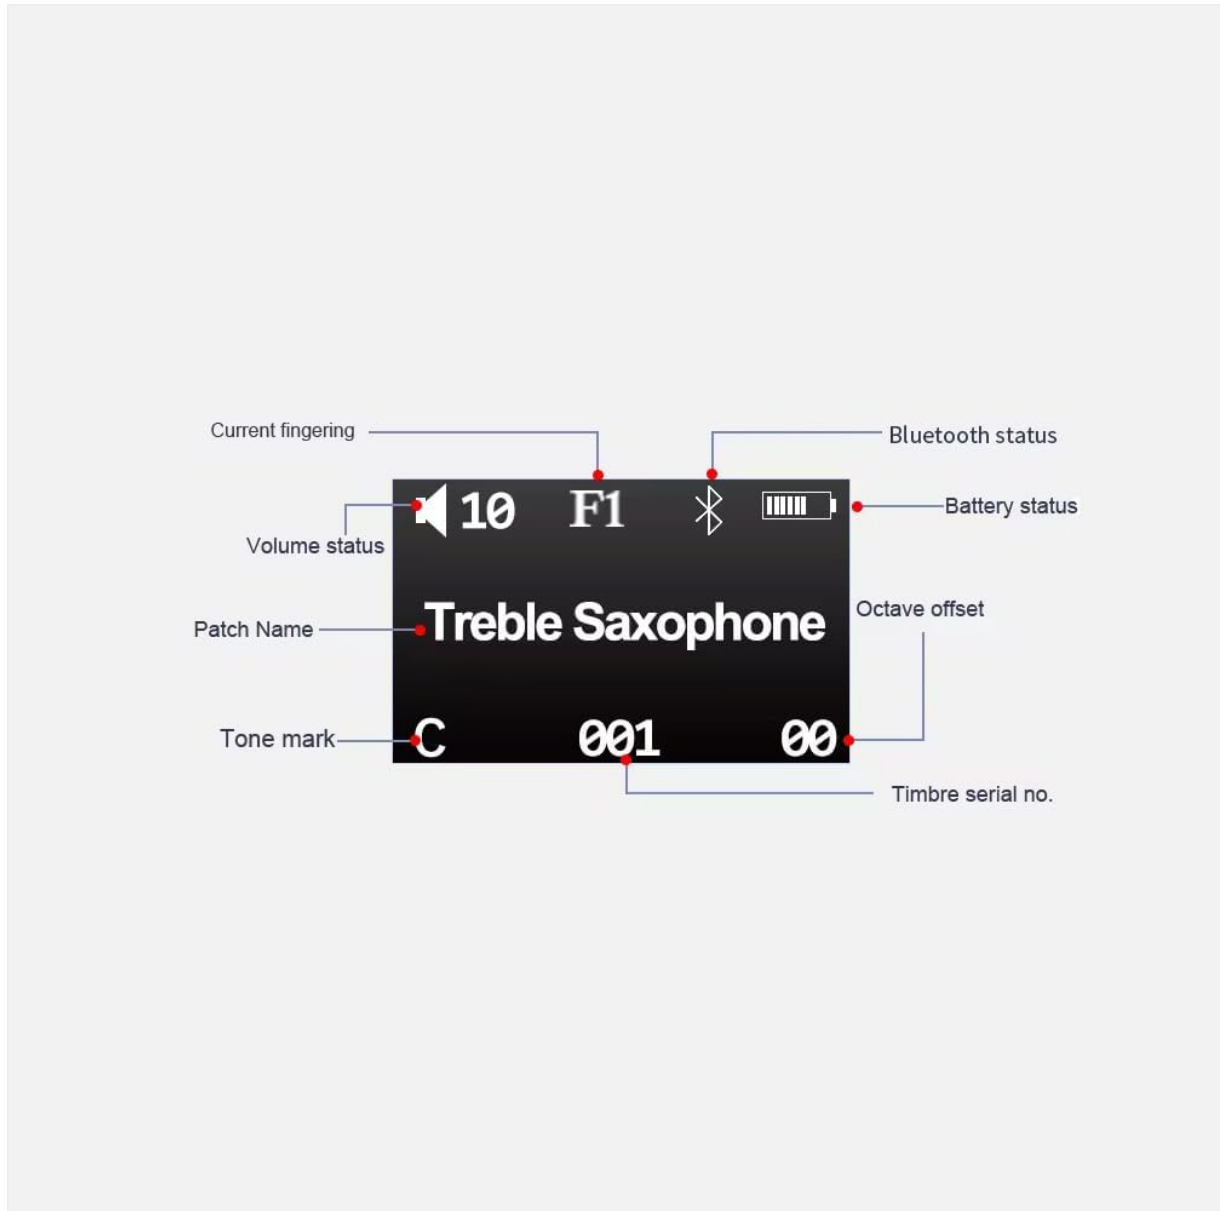 Current fingering
Bluetooth status
10 F1
Battery status
Volume status
Treble Saxophone
Octave offset
Patch Name
C 001 00
Tone mark
Timbre serial no.